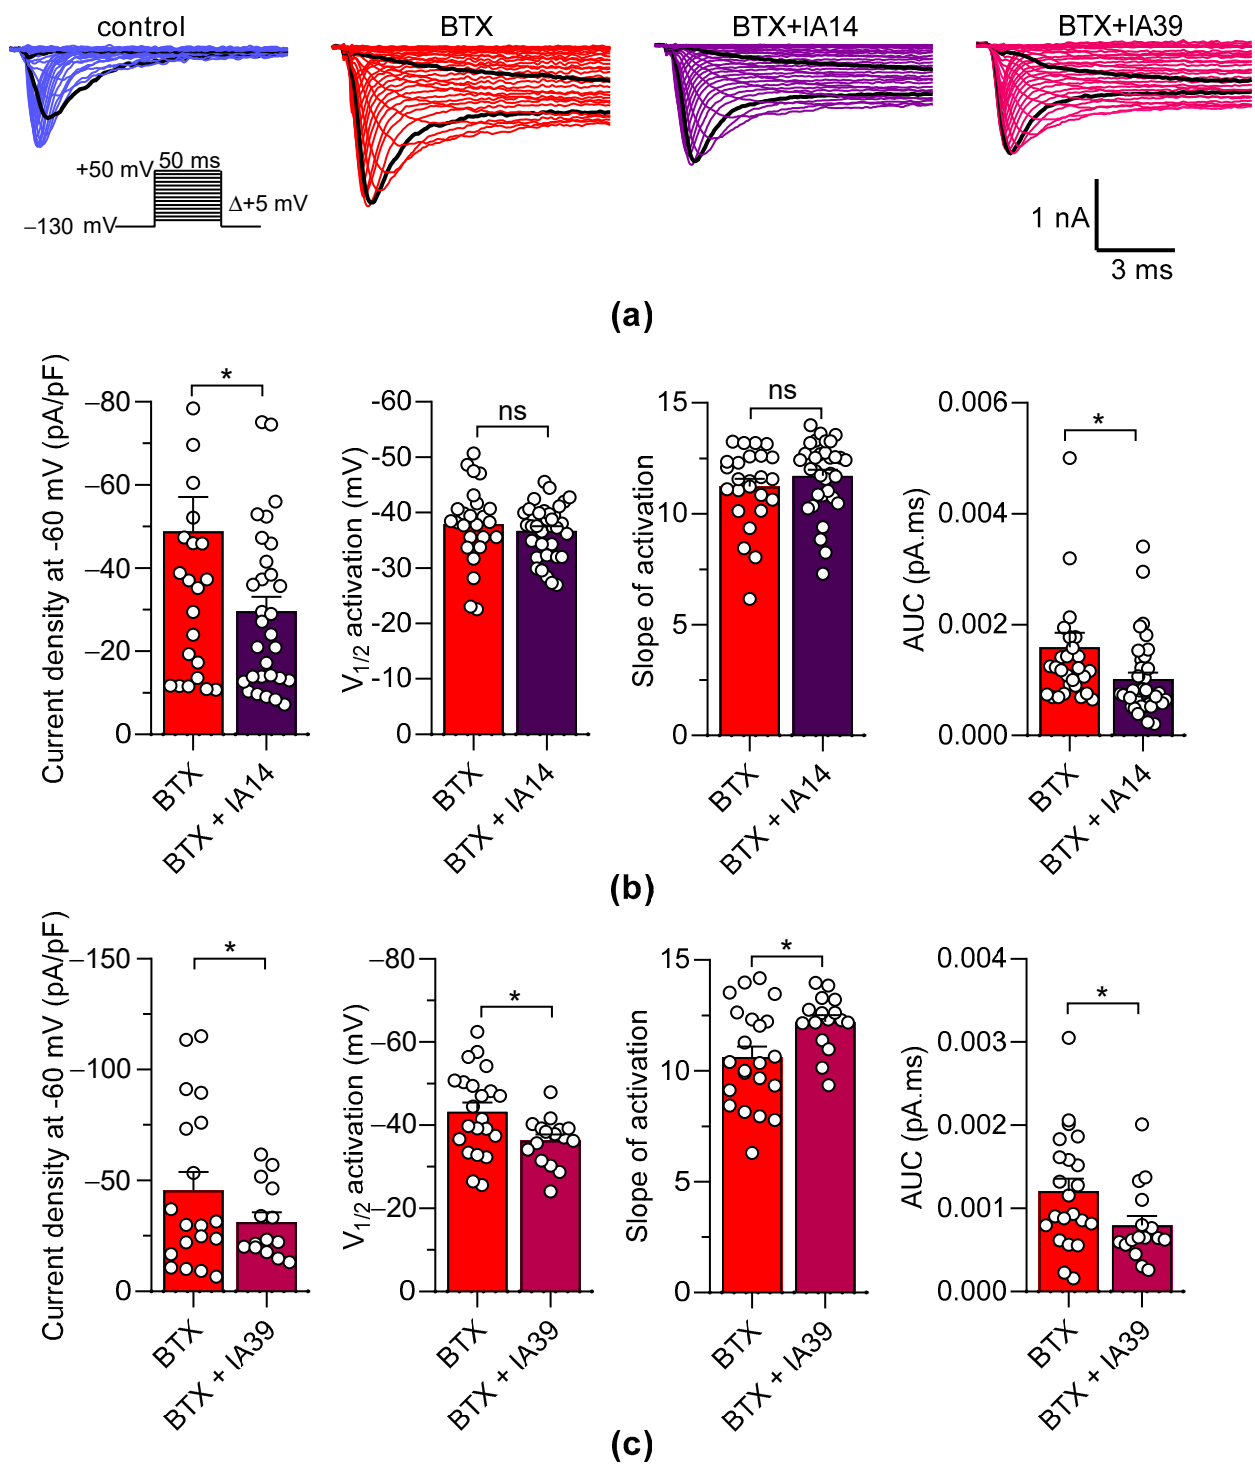 control
BTX
BTX+IA14
BTX+IA39
+50 mV
50 ms
Δ+5 mV
–130 mV
1 nA
3 ms
(a)
Current density at -60 mV (pA/pF)
–80
–60
–40
–20
0
*
BTX
BTX + IA14
V1/2 activation (mV)
-60
-50
-40
-30
-20
-10
0
ns
BTX
BTX + IA14
Slope of activation
15
10
5
0
ns
BTX
BTX + IA14
AUC (pA.ms)
0.006
0.004
0.002
0.000
*
BTX
BTX + IA14
(b)
Current density at -60 mV (pA/pF)
–150
–100
–50
0
*
BTX
BTX + IA39
V1/2 activation (mV)
–80
–60
–40
–20
0
*
BTX
BTX + IA39
Slope of activation
15
10
5
0
*
BTX
BTX + IA39
AUC (pA.ms)
0.004
0.003
0.002
0.001
0.000
*
BTX
BTX + IA39
(c)